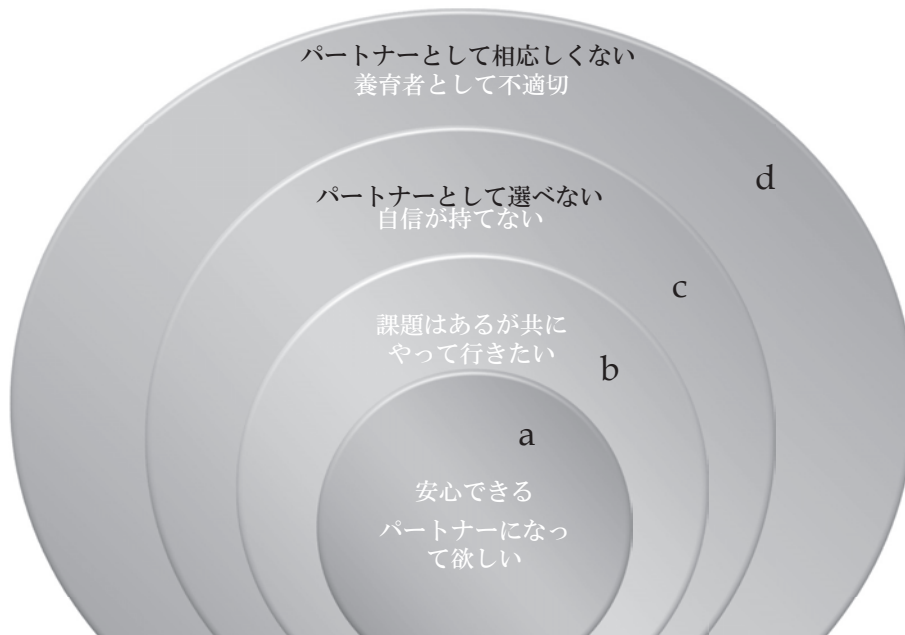 パートナーとして相応しくない
養育者として不適切
d
パートナーとして選べない
自信が持てない
c
課題はあるが共に
やって行きたい
b
a
安心できる
パートナーになっ
て欲しい